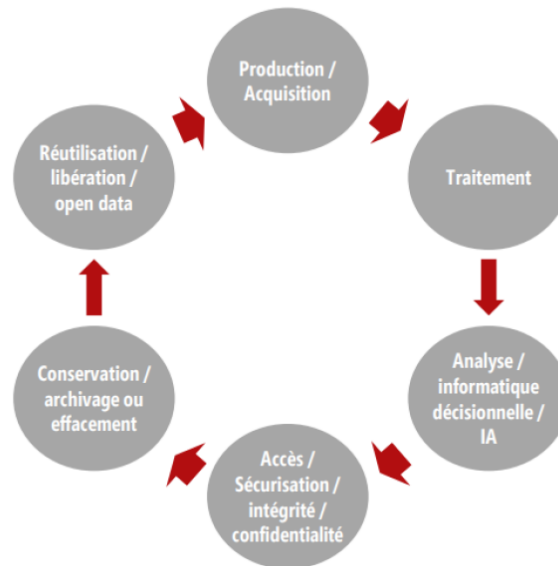 Production /
Acquisition
Traitement
Analyse /
informatique
décisionnelle /
IA
Accès /
Sécurisation /
intégrité /
confidentialité
Conservation /
archivage ou
effacement
Réutilisation /
libération /
open data